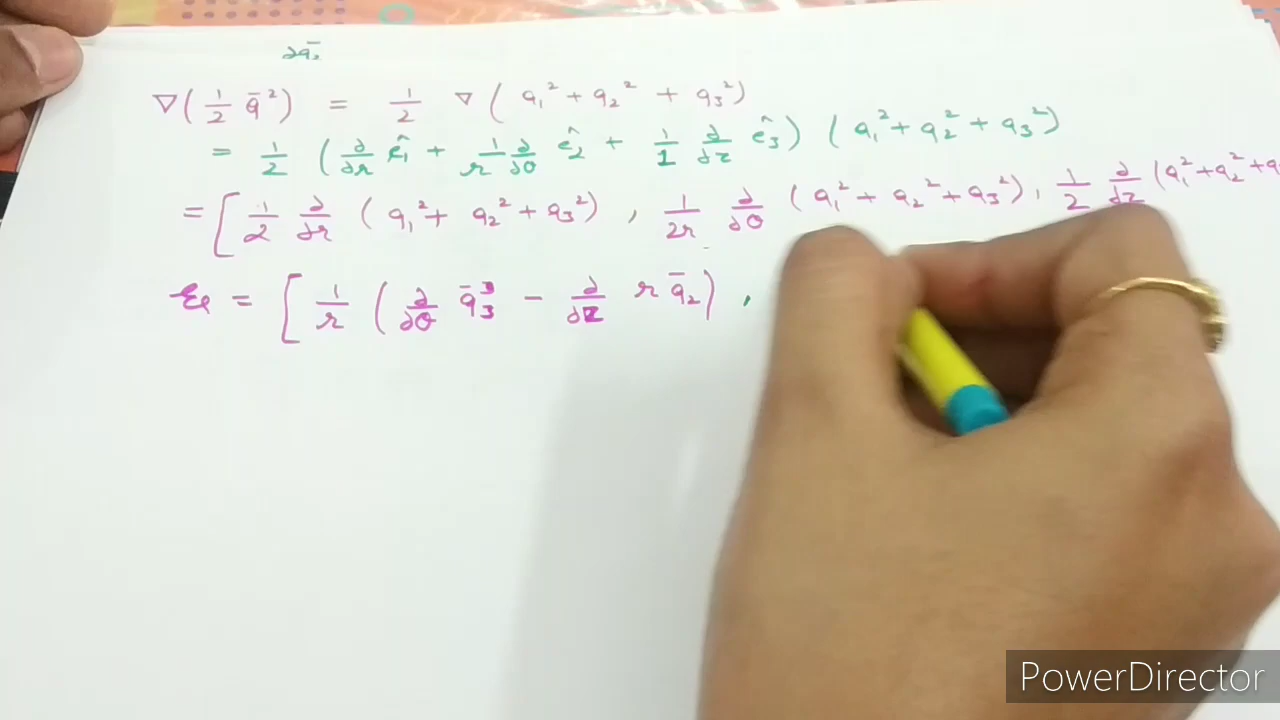 ∂q̄₂
∇(1/2 q̄²) = 1/2 ∇(q₁² + q₂² + q₃²)
= 1/2 (∂/∂r ê₁ + 1/r ∂/∂θ ê₂ + 1/1 ∂/∂z ê₃) (q₁² + q₂² + q₃²)
= [1/2 ∂/∂r (q₁² + q₂² + q₃²), 1/2r ∂/∂θ (q₁² + q₂² + q₃²), 1/2 ∂/∂z (q₁² + q₂² + q
= [1/r (∂/∂θ q̄₃ - ∂/∂z r q̄₂),
PowerDirector